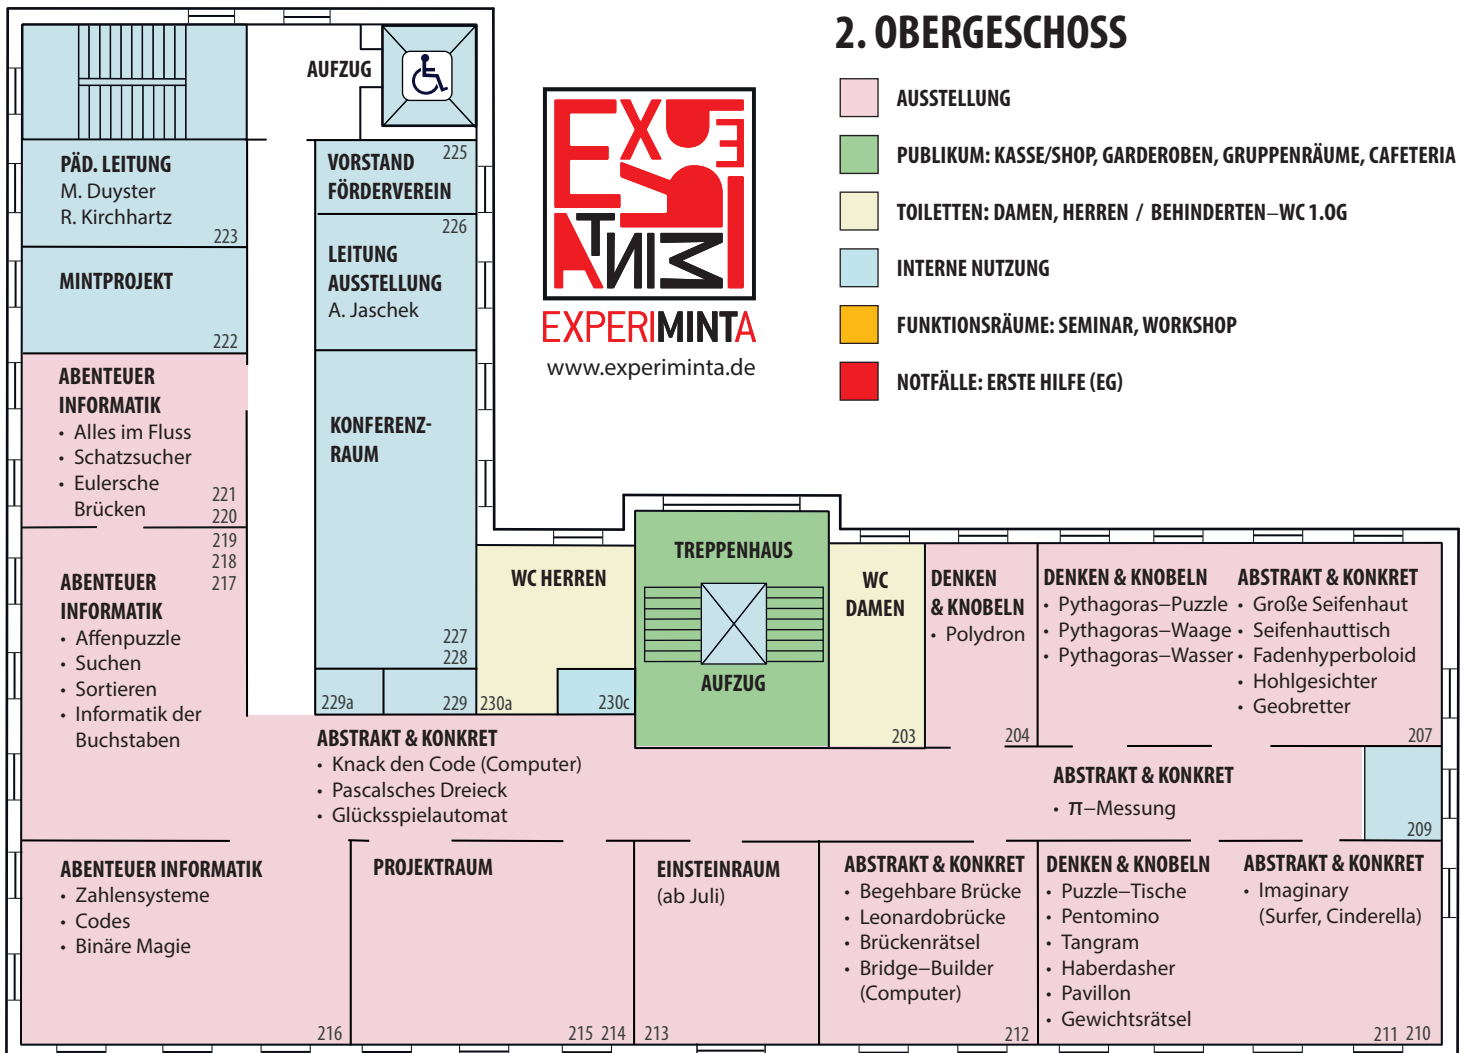 2. OBERGESCHOSS
AUSSTELLUNG
PUBLIKUM: KASSE/SHOP, GARDEROBEN, GRUPPENRÄUME, CAFETERIA
TOILETTEN: DAMEN, HERREN / BEHINDERTEN–WC 1.OG
INTERNE NUTZUNG
FUNKTIONSRÄUME: SEMINAR, WORKSHOP
NOTFÄLLE: ERSTE HILFE (EG)
EXPERIMINTA
EXPERIMINTA
www.experiminta.de
AUFZUG
PÄD. LEITUNG
M. Duyster
R. Kirchhartz
223
MINTPROJEKT
222
VORSTAND
FÖRDERVEREIN
225
226
LEITUNG
AUSSTELLUNG
A. Jaschek
KONFERENZ-
RAUM
227
228
229a
229
ABENTEUER
INFORMATIK
• Alles im Fluss
• Schatzsucher
• Eulersche
Brücken
221
220
219
218
217
ABENTEUER
INFORMATIK
• Affenpuzzle
• Suchen
• Sortieren
• Informatik der
Buchstaben
WC HERREN
230a
230c
TREPPENHAUS
AUFZUG
WC
DAMEN
203
DENKEN
& KNOBELN
• Polydron
204
DENKEN & KNOBELN
• Pythagoras–Puzzle
• Pythagoras–Waage
• Pythagoras–Wasser
ABSTRAKT & KONKRET
• Große Seifenhaut
• Seifenhauttisch
• Fadenhyperboloid
• Hohlgesichter
• Geobretter
207
ABSTRAKT & KONKRET
• Knack den Code (Computer)
• Pascalsches Dreieck
• Glücksspielautomat
ABSTRAKT & KONKRET
• π–Messung
209
ABENTEUER INFORMATIK
• Zahlensysteme
• Codes
• Binäre Magie
216
PROJEKTRAUM
215 214
EINSTEINRAUM
(ab Juli)
213
ABSTRAKT & KONKRET
• Begehbare Brücke
• Leonardobrücke
• Brückenrätsel
• Bridge–Builder
(Computer)
212
DENKEN & KNOBELN
• Puzzle–Tische
• Pentomino
• Tangram
• Haberdasher
• Pavillon
• Gewichtsrätsel
ABSTRAKT & KONKRET
• Imaginary
(Surfer, Cinderella)
211 210